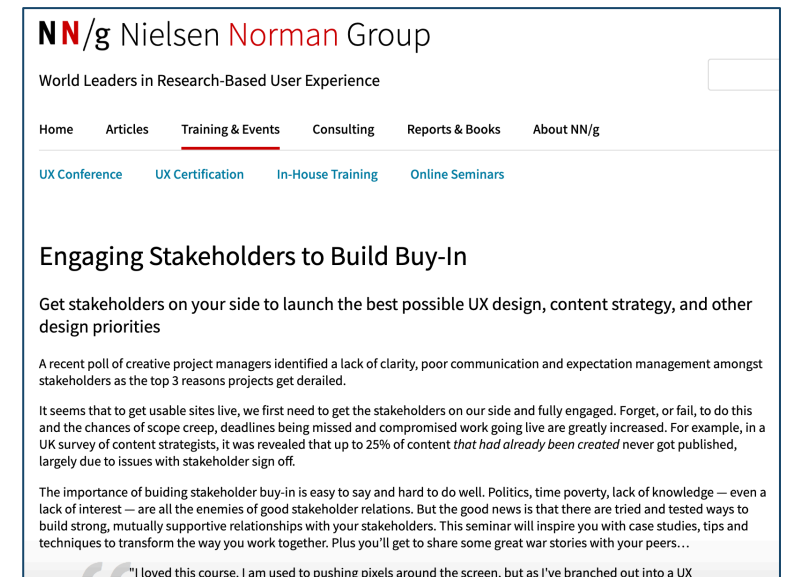 NN/g Nielsen Norman Group
World Leaders in Research-Based User Experience
Home Articles Training & Events Consulting Reports & Books About NN/g
UX Conference UX Certification In-House Training Online Seminars
Engaging Stakeholders to Build Buy-In
Get stakeholders on your side to launch the best possible UX design, content strategy, and other
design priorities
A recent poll of creative project managers identified a lack of clarity, poor communication and expectation management amongst
stakeholders as the top 3 reasons projects get derailed.
It seems that to get usable sites live, we first need to get the stakeholders on our side and fully engaged. Forget, or fail, to do this
and the chances of scope creep, deadlines being missed and compromised work going live are greatly increased. For example, in a
UK survey of content strategists, it was revealed that up to 25% of content that had already been created never got published,
largely due to issues with stakeholder sign off.
The importance of buiding stakeholder buy-in is easy to say and hard to do well. Politics, time poverty, lack of knowledge — even a
lack of interest — are all the enemies of good stakeholder relations. But the good news is that there are tried and tested ways to
build strong, mutually supportive relationships with your stakeholders. This seminar will inspire you with case studies, tips and
techniques to transform the way you work together. Plus you'll get to share some great war stories with your peers…
"I loved this course. I am used to pushing pixels around the screen, but as I've branched out into a UX